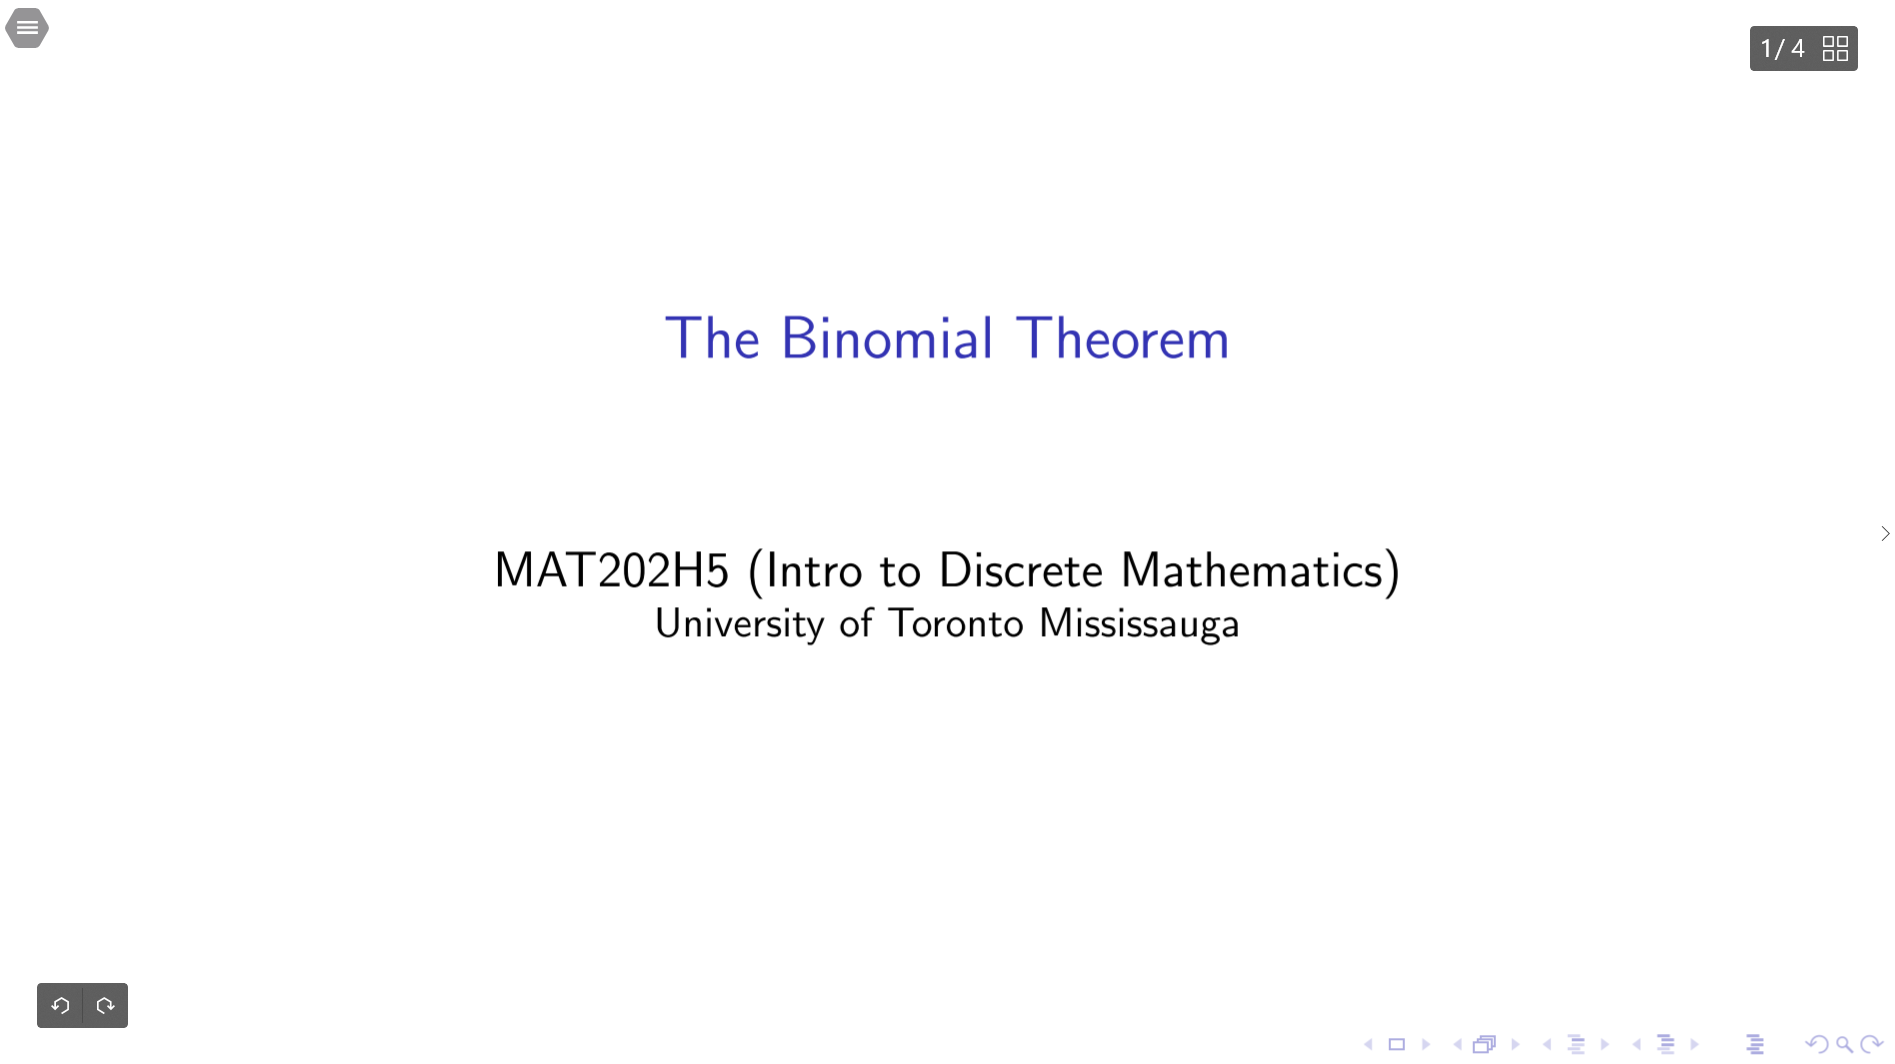 1/ 4
The Binomial Theorem
MAT202H5 (Intro to Discrete Mathematics)
University of Toronto Mississauga